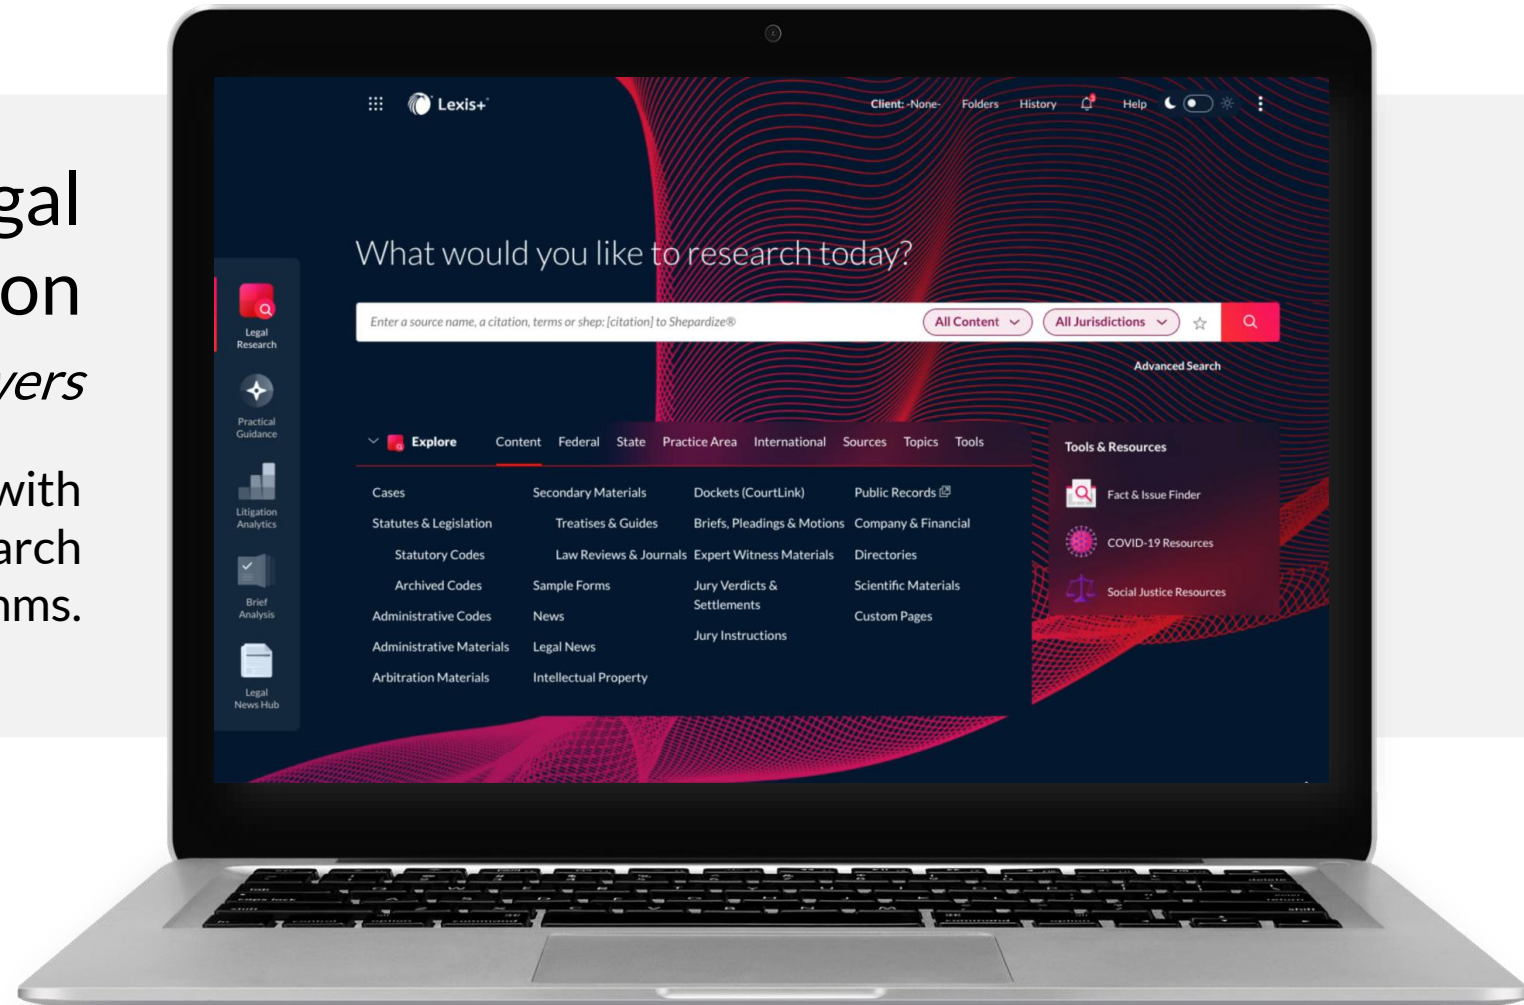 gal
on
yers
with
arch
hms.
Lexis+
Client: -None- Folders History Help
What would you like to research today?
Enter a source name, a citation, terms or shep: [citation] to Shepardize®
All Content
All Jurisdictions
Advanced Search
Legal
Research
Practical
Guidance
Litigation
Analytics
Brief
Analysis
Legal
News Hub
Explore Content Federal State Practice Area International Sources Topics Tools
Cases
Statutes & Legislation
Statutory Codes
Archived Codes
Administrative Codes
Administrative Materials
Arbitration Materials
Secondary Materials
Treatises & Guides
Law Reviews & Journals
Sample Forms
News
Legal News
Intellectual Property
Dockets (CourtLink)
Briefs, Pleadings & Motions
Expert Witness Materials
Jury Verdicts &
Settlements
Jury Instructions
Public Records
Company & Financial
Directories
Scientific Materials
Custom Pages
Tools & Resources
Fact & Issue Finder
COVID-19 Resources
Social Justice Resources